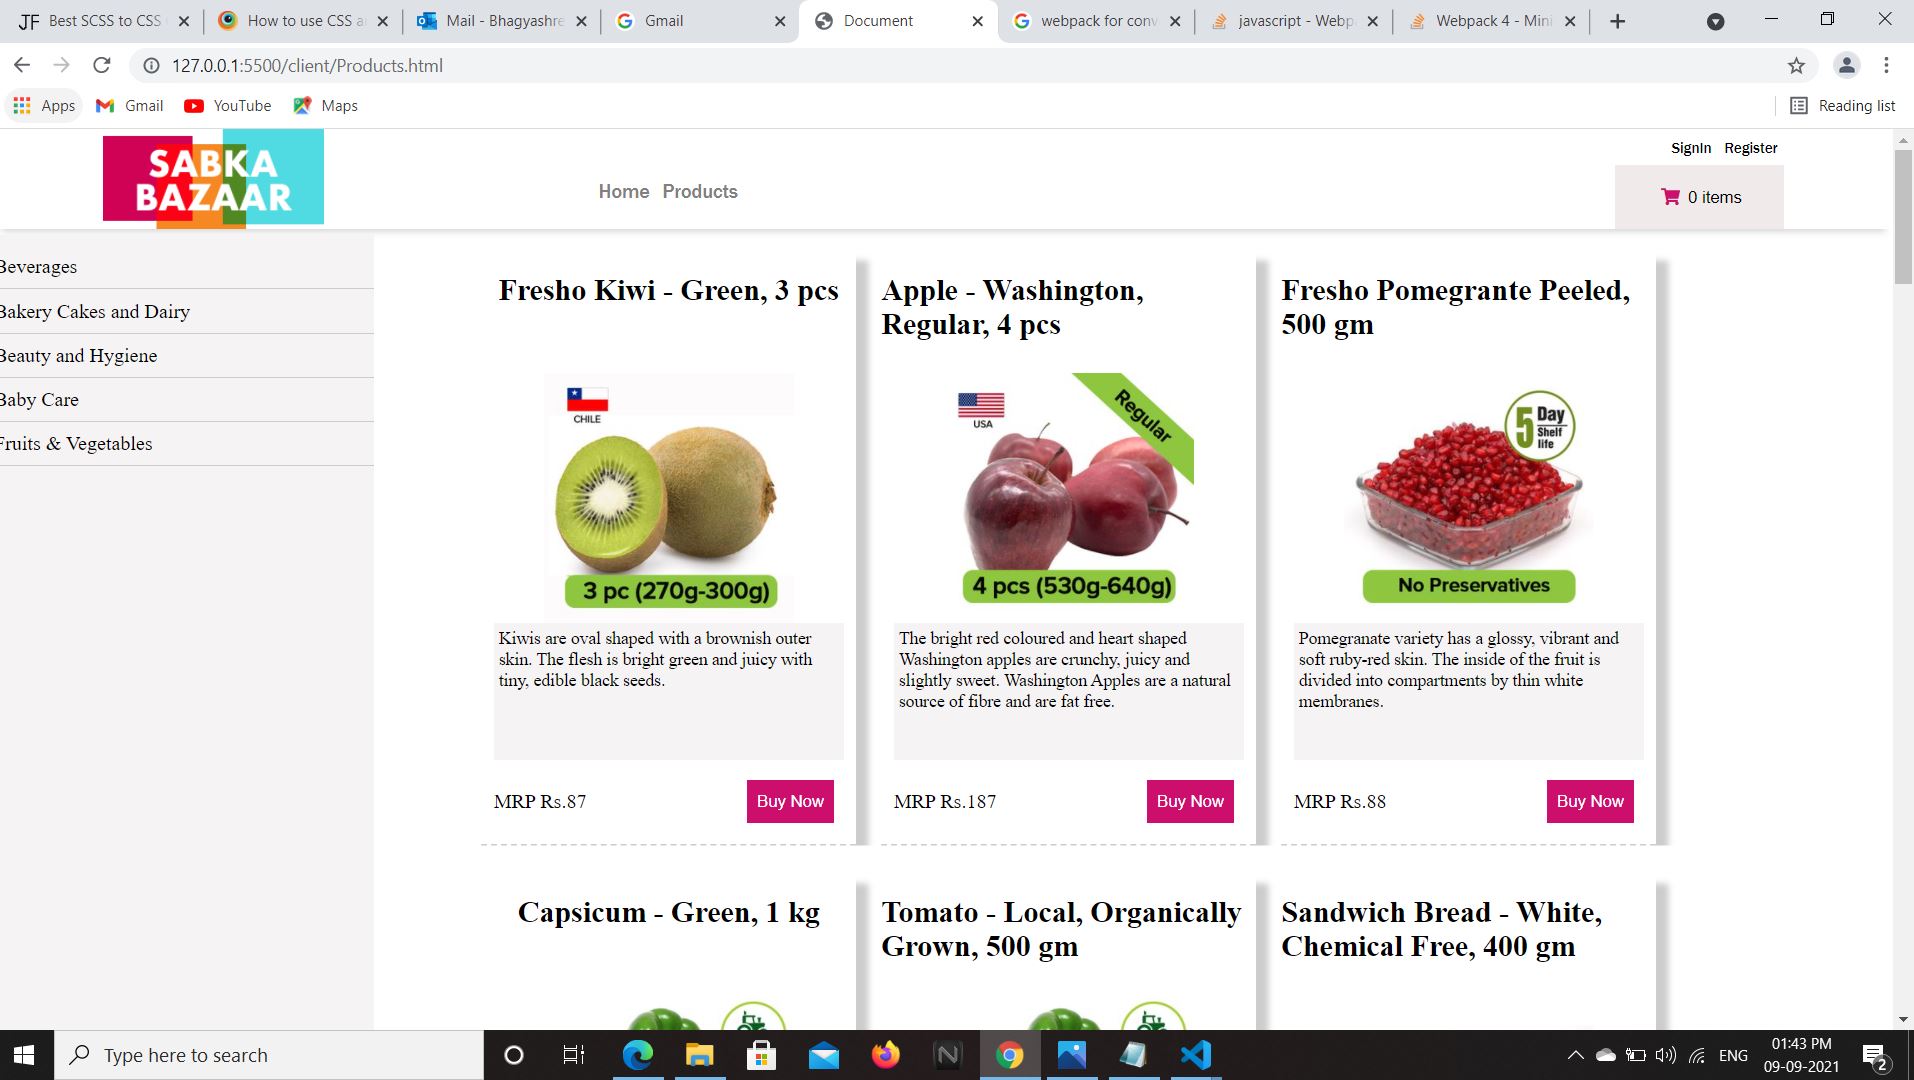 JF Best SCSS to CSS
How to use CSS a
Mail - Bhagyashre
Gmail
Document
webpack for conv
javascript - Webp
Webpack 4 - Mini
127.0.0.1:5500/client/Products.html
Apps
Gmail
YouTube
Maps
Reading list
SABKA
BAZAAR
Home Products
SignIn Register
0 items
Beverages
Bakery Cakes and Dairy
Beauty and Hygiene
Baby Care
Fruits & Vegetables
Fresho Kiwi - Green, 3 pcs
CHILE
3 pc (270g-300g)
Kiwis are oval shaped with a brownish outer
skin. The flesh is bright green and juicy with
tiny, edible black seeds.
MRP Rs.87
Buy Now
Apple - Washington,
Regular, 4 pcs
USA
Regular
4 pcs (530g-640g)
The bright red coloured and heart shaped
Washington apples are crunchy, juicy and
slightly sweet. Washington Apples are a natural
source of fibre and are fat free.
MRP Rs.187
Buy Now
Fresho Pomegrante Peeled,
500 gm
5 Day
Shelf
life
No Preservatives
Pomegranate variety has a glossy, vibrant and
soft ruby-red skin. The inside of the fruit is
divided into compartments by thin white
membranes.
MRP Rs.88
Buy Now
Capsicum - Green, 1 kg
Tomato - Local, Organically
Grown, 500 gm
Sandwich Bread - White,
Chemical Free, 400 gm
Type here to search
ENG
01:43 PM
09-09-2021
2